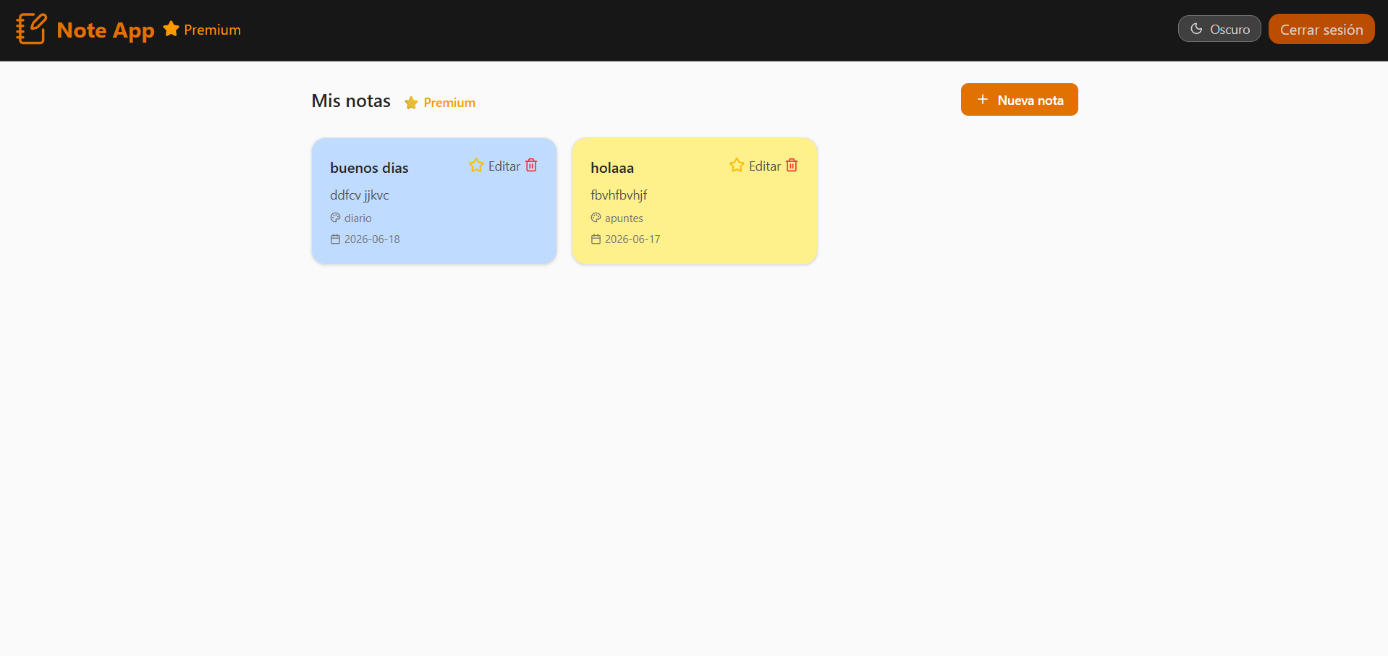 Note App Premium Oscuro Cerrar sesión
Mis notas Premium + Nueva nota
buenos dias Editar
ddfcv jjkvc
diario
2026-06-18
holaaa Editar
fbvhfbvhjf
apuntes
2026-06-17